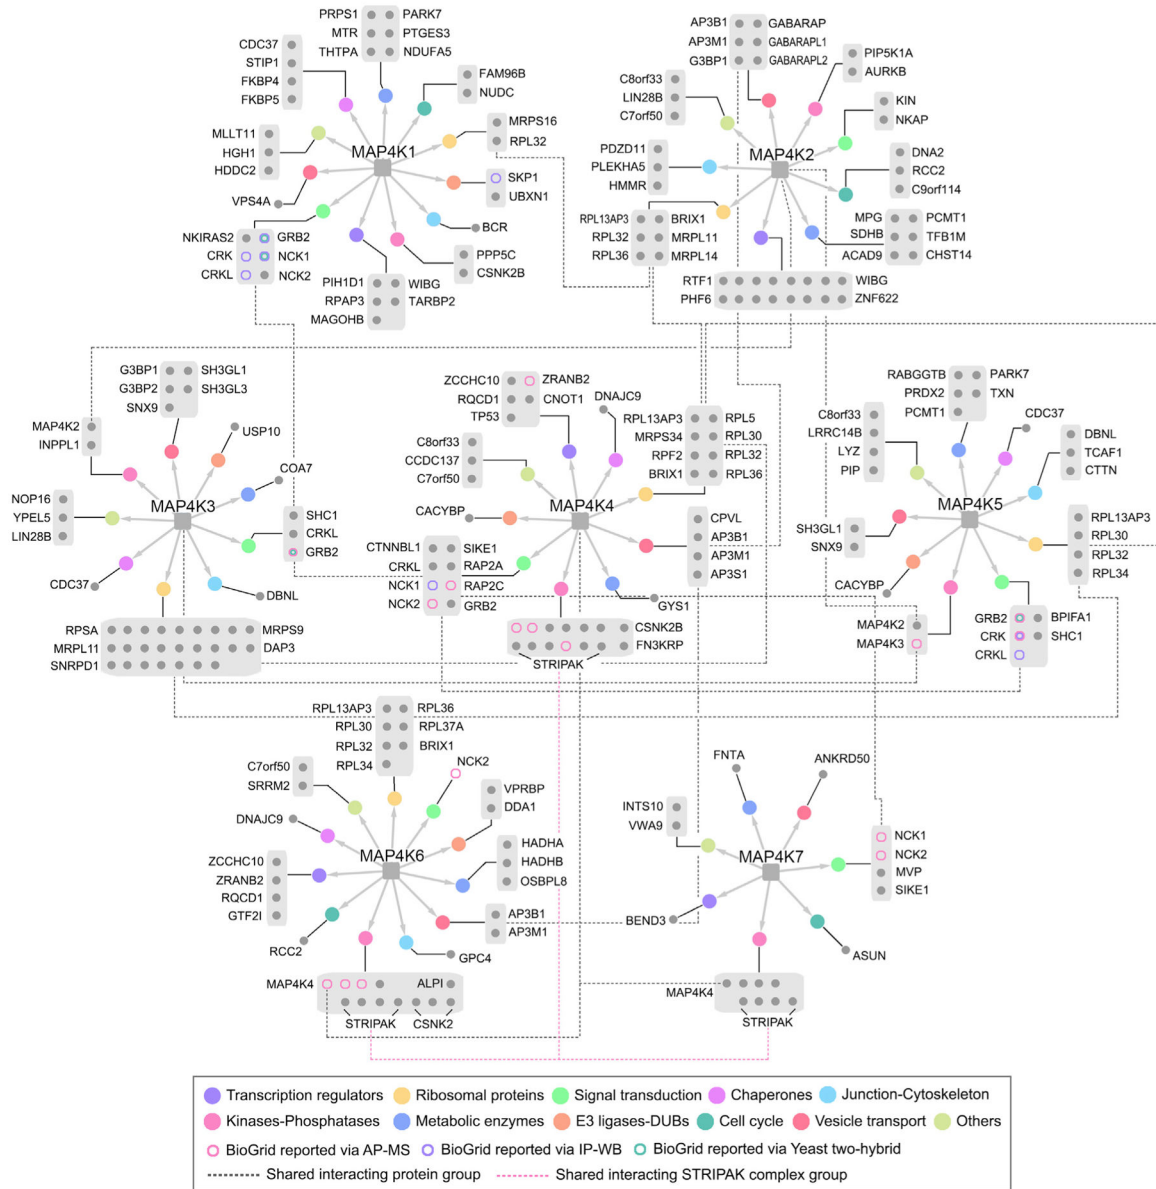 PRPS1 PARK7
MTR PTGES3
THTPA NDUFA5
CDC37
STIP1
FKBP4
FKBP5
FAM96B
NUDC
MLLT11
HGH1
HDDC2
MAP4K1
MRPS16
RPL32
SKP1
UBXN1
VPS4A
BCR
NKIRAS2 GRB2
CRK NCK1
CRKL NCK2
PPP5C
CSNK2B
PIH1D1 WIBG
RPAP3 TARBP2
MAGOHB
AP3B1 GABARAP
AP3M1 GABARAPL1
G3BP1 GABARAPL2
PIP5K1A
AURKB
C8orf33
LIN28B
C7orf50
KIN
NKAP
PDZD11
PLEKHA5
HMMR
MAP4K2
DNA2
RCC2
C9orf114
RPL13AP3 BRIX1
RPL32 MRPL11
RPL36 MRPL14
MPG PCMT1
SDHB TFB1M
ACAD9 CHST14
RTF1 WIBG
PHF6 ZNF622
G3BP1 SH3GL1
G3BP2 SH3GL3
SNX9
MAP4K2
INPPL1
USP10
COA7
NOP16
YPEL5
LIN28B
MAP4K3
SHC1
CRKL
GRB2
CDC37
DBNL
RPSA MRPS9
MRPL11 DAP3
SNRPD1
ZCCHC10 ZRANB2
RQCD1 CNOT1
TP53
DNAJC9
C8orf33
CCDC137
C7orf50
RPL13AP3 RPL5
MRPS34 RPL30
RPF2 RPL32
BRIX1 RPL36
CACYBP
MAP4K4
CPVL
AP3B1
AP3M1
AP3S1
CTNNBL1 SIKE1
CRKL RAP2A
NCK1 RAP2C
NCK2 GRB2
GYS1
CSNK2B
FN3KRP
STRIPAK
RABGGTB PARK7
PRDX2 TXN
PCMT1
CDC37
C8orf33
LRRC14B
LYZ
PIP
DBNL
TCAF1
CTTN
MAP4K5
SH3GL1
SNX9
RPL13AP3
RPL30
RPL32
RPL34
CACYBP
MAP4K2
MAP4K3
GRB2 BPIFA1
CRK SHC1
CRKL
RPL13AP3 RPL36
RPL30 RPL37A
RPL32 BRIX1
RPL34
C7orf50
SRRM2
NCK2
VPRBP
DDA1
DNAJC9
MAP4K6
HADHA
HADHB
OSBPL8
ZCCHC10
ZRANB2
RQCD1
GTF2I
AP3B1
AP3M1
RCC2
GPC4
MAP4K4 ALPI
STRIPAK CSNK2
FNTA
ANKRD50
INTS10
VWA9
MAP4K7
NCK1
NCK2
MVP
SIKE1
BEND3
ASUN
MAP4K4
STRIPAK
Transcription regulators Ribosomal proteins Signal transduction Chaperones Junction-Cytoskeleton
Kinases-Phosphatases Metabolic enzymes E3 ligases-DUBs Cell cycle Vesicle transport Others
BioGrid reported via AP-MS BioGrid reported via IP-WB BioGrid reported via Yeast two-hybrid
Shared interacting protein group Shared interacting STRIPAK complex group